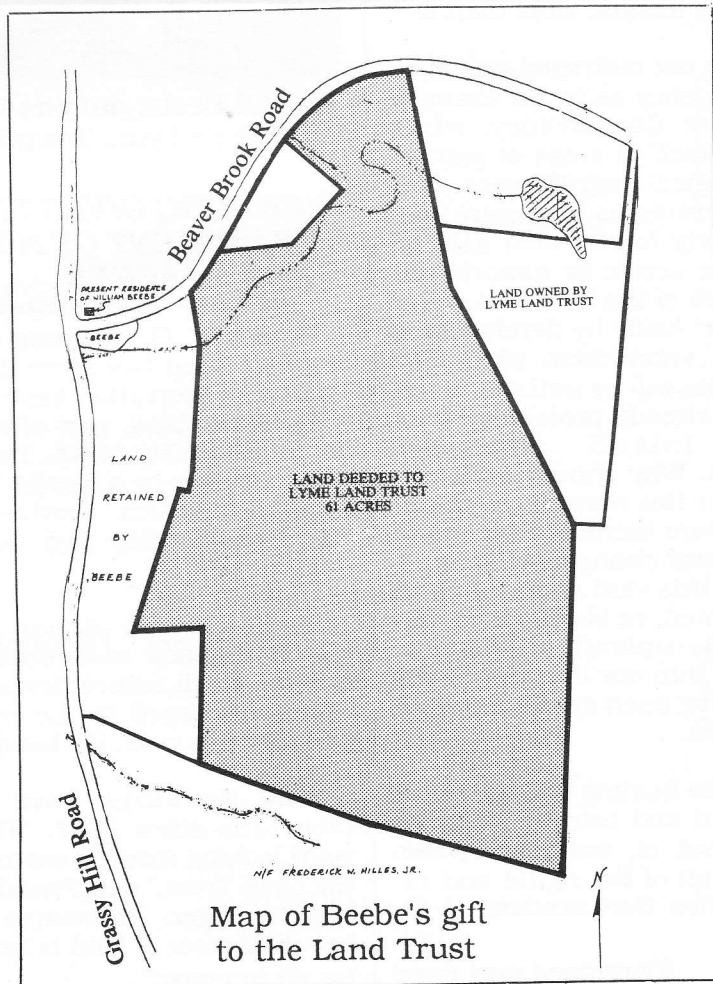 Beaver Brook Road
PRESENT RESIDENCE
OF WILLIAM BEEBE
BEEBE
LAND OWNED BY
LYME LAND TRUST
LAND
RETAINED
BY
BEEBE
LAND DEEDED TO
LYME LAND TRUST
61 ACRES
Grassy Hill Road
N/F FREDERICK W. HILLES, JR.
N
Map of Beebe's gift
to the Land Trust